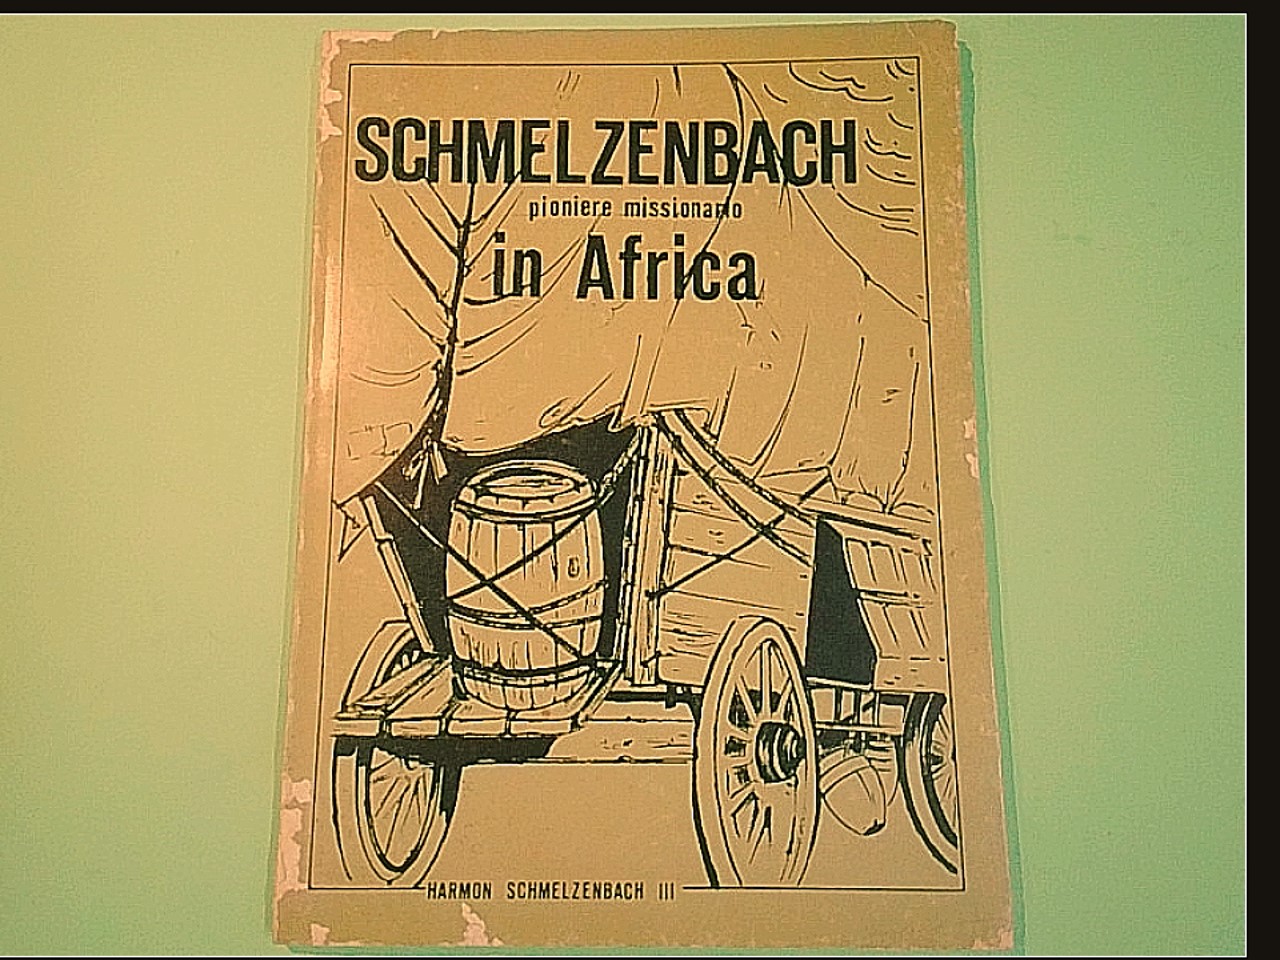 SCHMELZENBACH
pioniere missionario
in Africa
HARMON SCHMELZENBACH III